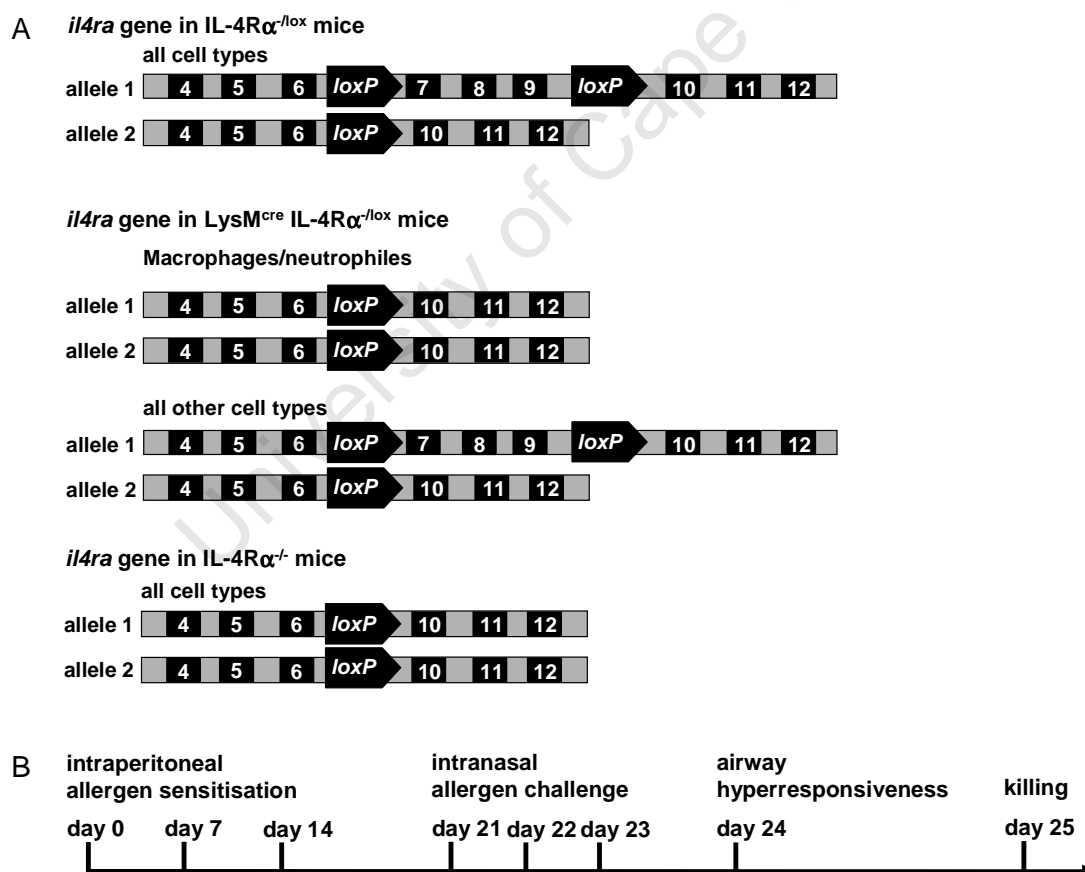 A
il4ra gene in IL-4Rα-/lox mice
all cell types
allele 1 4 5 6 loxP 7 8 9 loxP 10 11 12
allele 2 4 5 6 loxP 10 11 12
il4ra gene in LysMcre IL-4Rα-/lox mice
Macrophages/neutrophiles
allele 1 4 5 6 loxP 10 11 12
allele 2 4 5 6 loxP 10 11 12
all other cell types
allele 1 4 5 6 loxP 7 8 9 loxP 10 11 12
allele 2 4 5 6 loxP 10 11 12
il4ra gene in IL-4Rα-/- mice
all cell types
allele 1 4 5 6 loxP 10 11 12
allele 2 4 5 6 loxP 10 11 12
University of Cape
B
intraperitoneal
allergen sensitisation
intranasal
allergen challenge
airway
hyperresponsiveness
killing
day 0 day 7 day 14 day 21 day 22 day 23 day 24 day 25